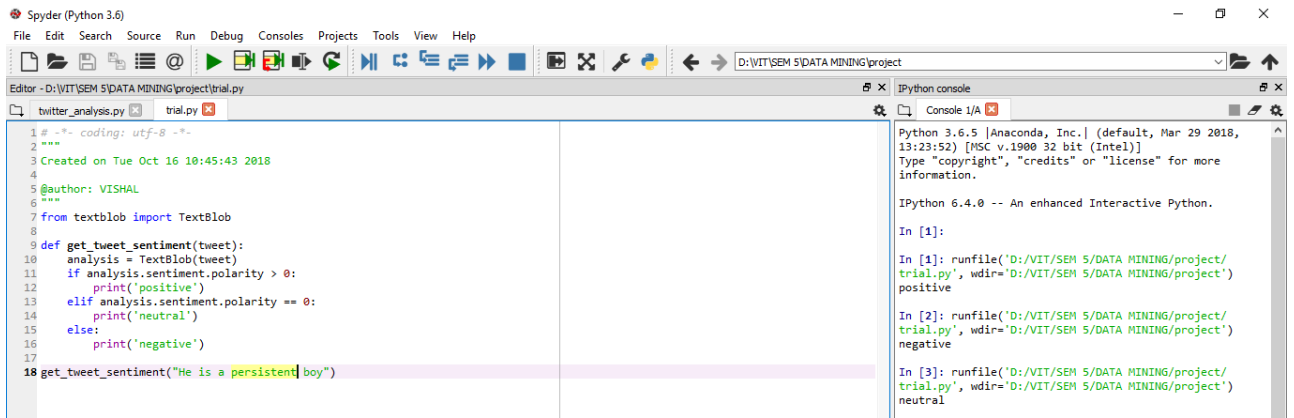 Spyder (Python 3.6)
File Edit Search Source Run Debug Consoles Projects Tools View Help
D:\VIT\SEM 5\DATA MINING\project
Editor - D:\VIT\SEM 5\DATA MINING\project\trial.py
twitter_analysis.py
trial.py
1 # -*- coding: utf-8 -*-
2 """
3 Created on Tue Oct 16 10:45:43 2018
4
5 @author: VISHAL
6 """
7 from textblob import TextBlob
8
9 def get_tweet_sentiment(tweet):
10     analysis = TextBlob(tweet)
11     if analysis.sentiment.polarity > 0:
12         print('positive')
13     elif analysis.sentiment.polarity == 0:
14         print('neutral')
15     else:
16         print('negative')
17
18 get_tweet_sentiment("He is a persistent boy")
IPython console
Console 1/A
Python 3.6.5 |Anaconda, Inc.| (default, Mar 29 2018,
13:23:52) [MSC v.1900 32 bit (Intel)]
Type "copyright", "credits" or "license" for more
information.
IPython 6.4.0 -- An enhanced Interactive Python.
In [1]:
In [1]: runfile('D:/VIT/SEM 5/DATA MINING/project/
trial.py', wdir='D:/VIT/SEM 5/DATA MINING/project')
positive
In [2]: runfile('D:/VIT/SEM 5/DATA MINING/project/
trial.py', wdir='D:/VIT/SEM 5/DATA MINING/project')
negative
In [3]: runfile('D:/VIT/SEM 5/DATA MINING/project/
trial.py', wdir='D:/VIT/SEM 5/DATA MINING/project')
neutral